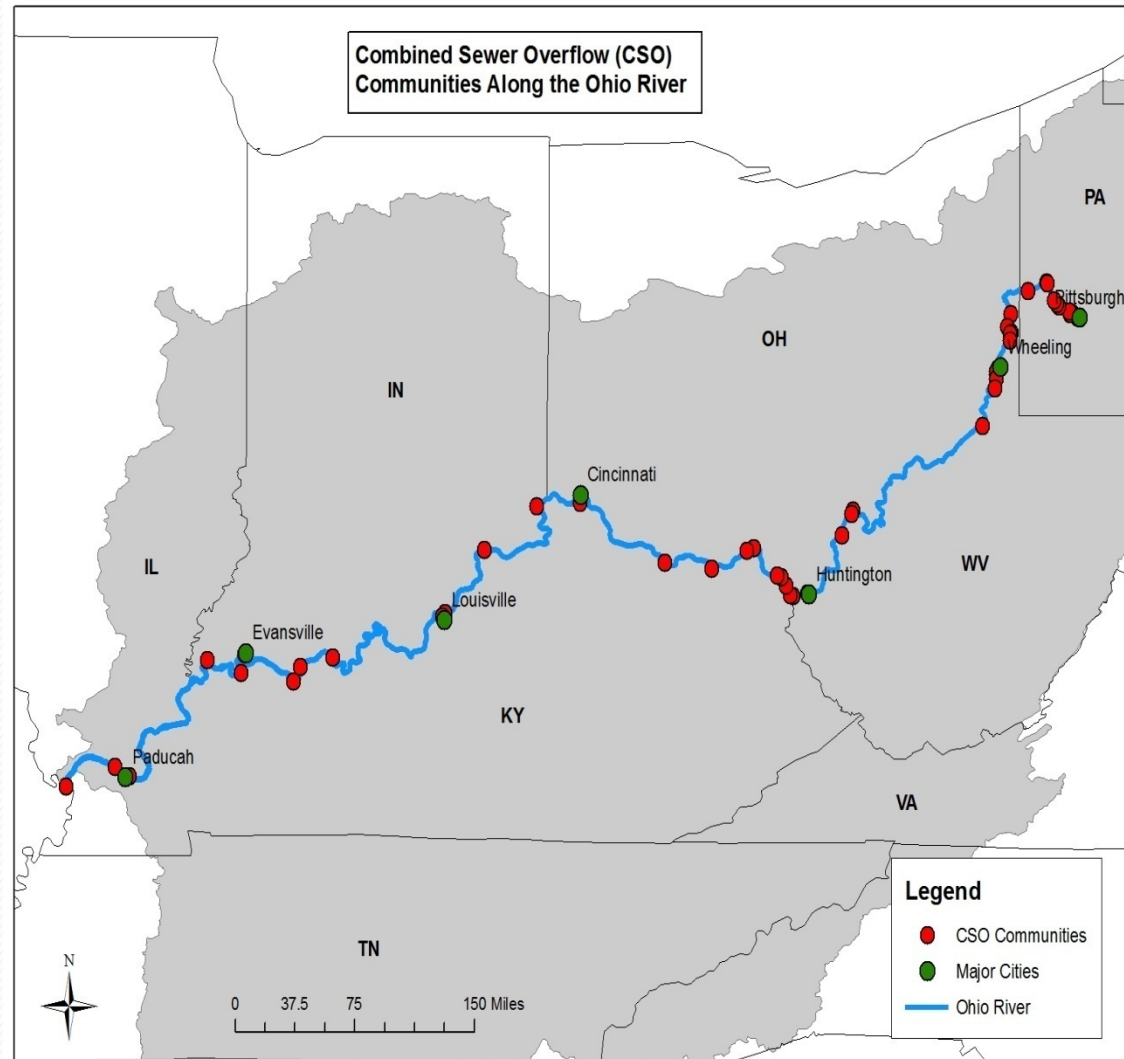 Combined Sewer Overflow (CSO)
Communities Along the Ohio River
PA
Pittsburgh
OH
Wheeling
IN
Cincinnati
IL
WV
Huntington
Louisville
Evansville
KY
Paducah
VA
Legend
CSO Communities
Major Cities
Ohio River
TN
N
0 37.5 75 150 Miles